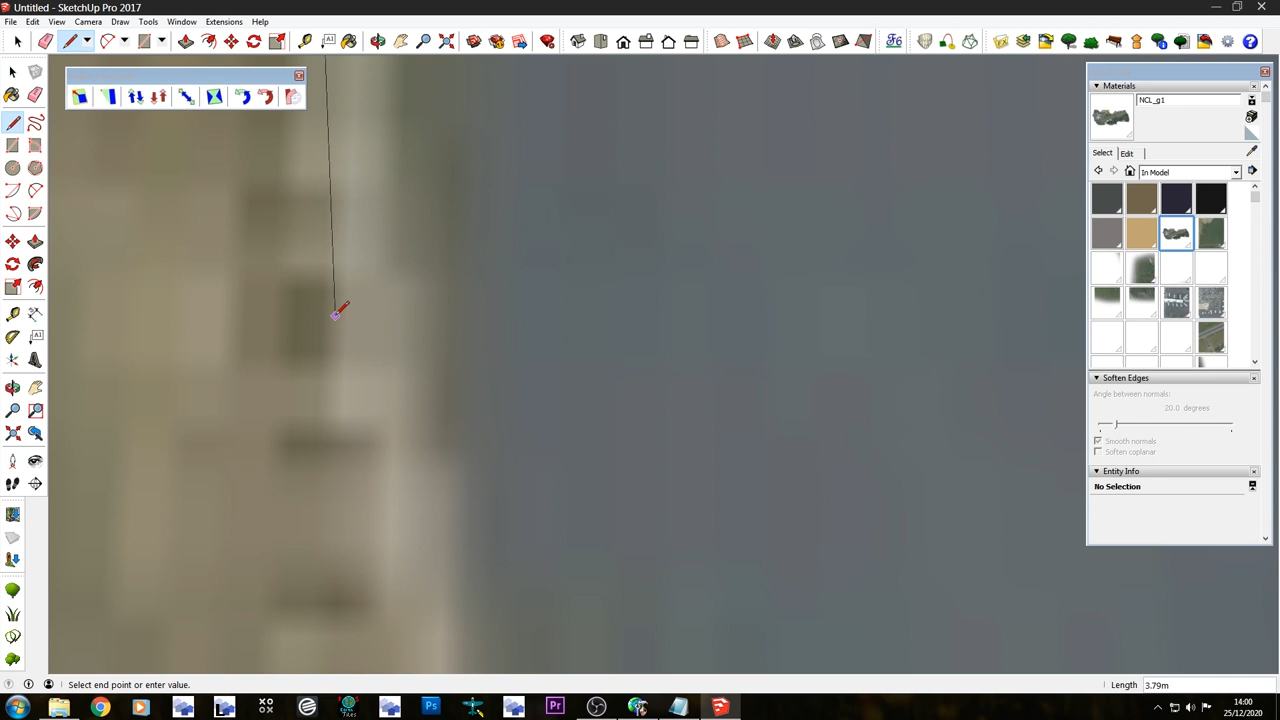 Untitled - SketchUp Pro 2017
File Edit View Camera Draw Tools Window Extensions Help
Materials
NCL_g1
Select Edit
In Model
Soften Edges
Angle between normals:
20.0 degrees
Smooth normals
Soften coplanar
Entity Info
No Selection
Select end point or enter value.
Length 3.79m
14:00
25/12/2020